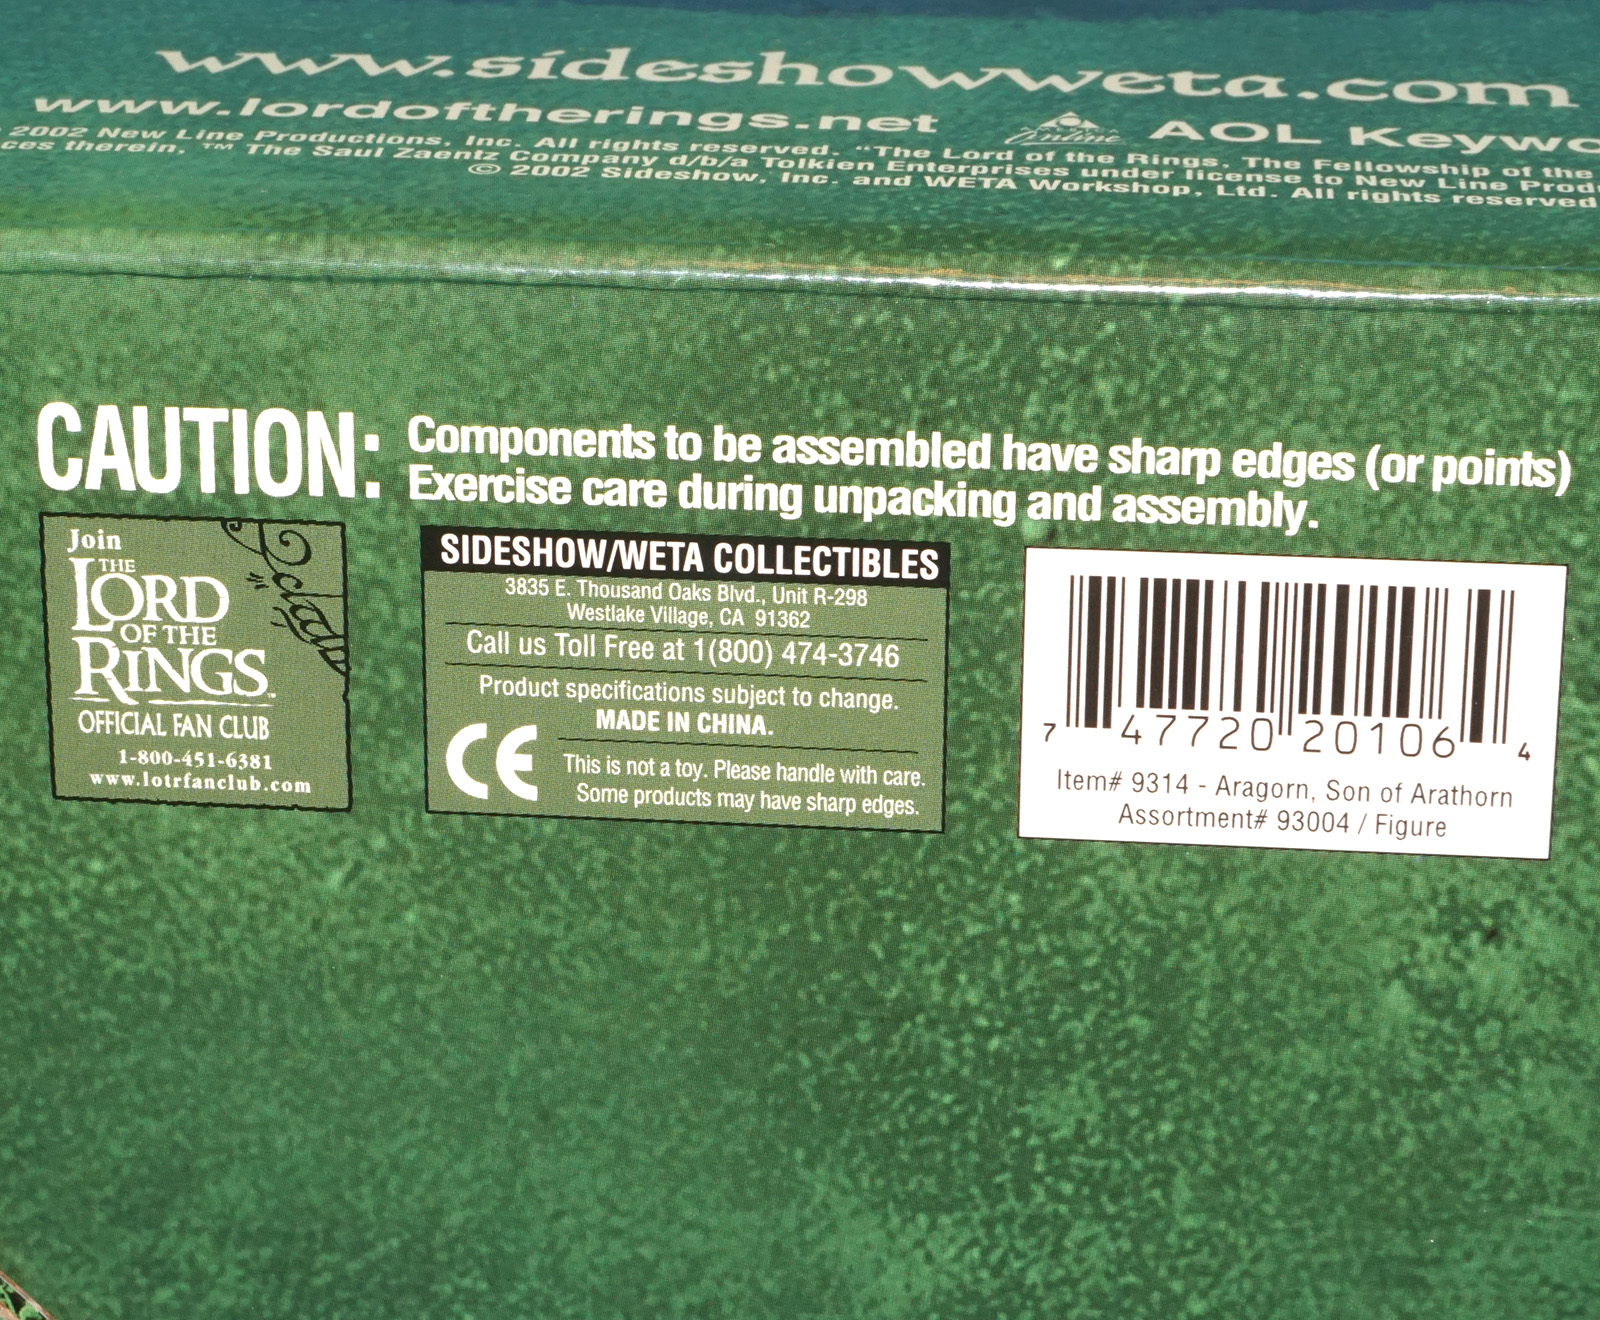 www.sideshowweta.com
www.lordoftherings.net AOL Keywo
2002 New Line Productions, Inc. All rights reserved. "The Lord of the Rings, The Fellowship of the
ces therein, ™ The Saul Zaentz Company d/b/a Tolkien Enterprises under license to New Line Prod
© 2002 Sideshow, Inc. and WETA Workshop, Ltd. All rights reserved
CAUTION: Components to be assembled have sharp edges (or points)
Exercise care during unpacking and assembly.
Join
THE
LORD
OF THE
RINGS™
OFFICIAL FAN CLUB
1-800-451-6381
www.lotrfanclub.com
SIDESHOW/WETA COLLECTIBLES
3835 E. Thousand Oaks Blvd., Unit R-298
Westlake Village, CA 91362
Call us Toll Free at 1(800) 474-3746
Product specifications subject to change.
MADE IN CHINA.
CE
This is not a toy. Please handle with care.
Some products may have sharp edges.
7 47720 20106 4
Item# 9314 - Aragorn, Son of Arathorn
Assortment# 93004 / Figure